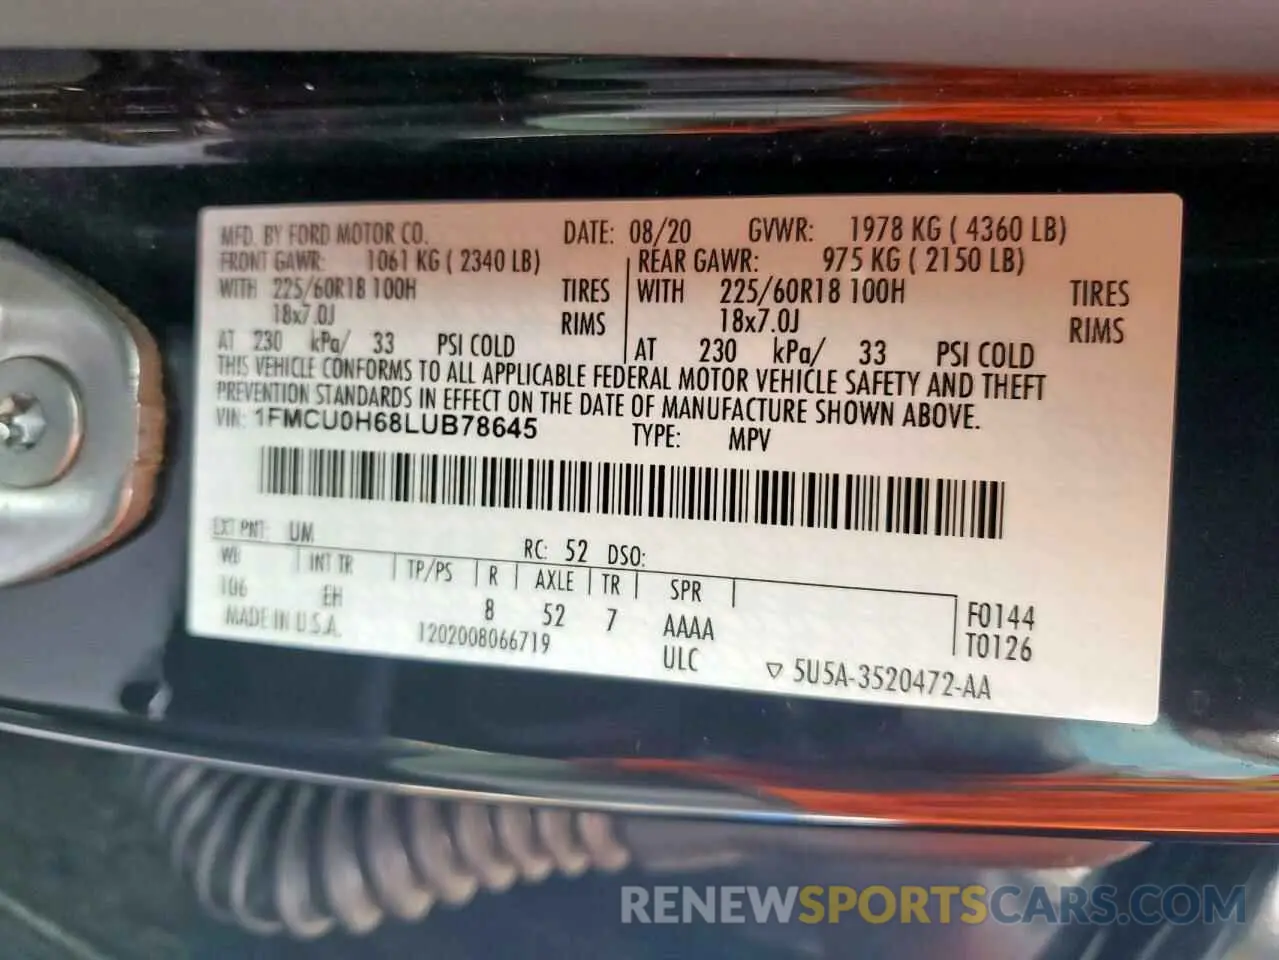 MFD. BY FORD MOTOR CO. DATE: 08/20 GVWR: 1978 KG ( 4360 LB)
FRONT GAWR: 1061 KG ( 2340 LB) REAR GAWR: 975 KG ( 2150 LB)
WITH 225/60R18 100H TIRES WITH 225/60R18 100H TIRES
18x7.0J RIMS 18x7.0J RIMS
AT 230 kPa/ 33 PSI COLD AT 230 kPa/ 33 PSI COLD
THIS VEHICLE CONFORMS TO ALL APPLICABLE FEDERAL MOTOR VEHICLE SAFETY AND THEFT
PREVENTION STANDARDS IN EFFECT ON THE DATE OF MANUFACTURE SHOWN ABOVE.
VIN: 1FMCU0H68LUB78645 TYPE: MPV
EXT PNT: UM RC: 52 DSO:
WB INT TR TP/PS R AXLE TR SPR
106 EH 8 52 7 AAAA F0144
MADE IN U.S.A. 1202008066719 ULC T0126
▽ 5U5A-3520472-AA
RENEWSPORTSCARS.COM